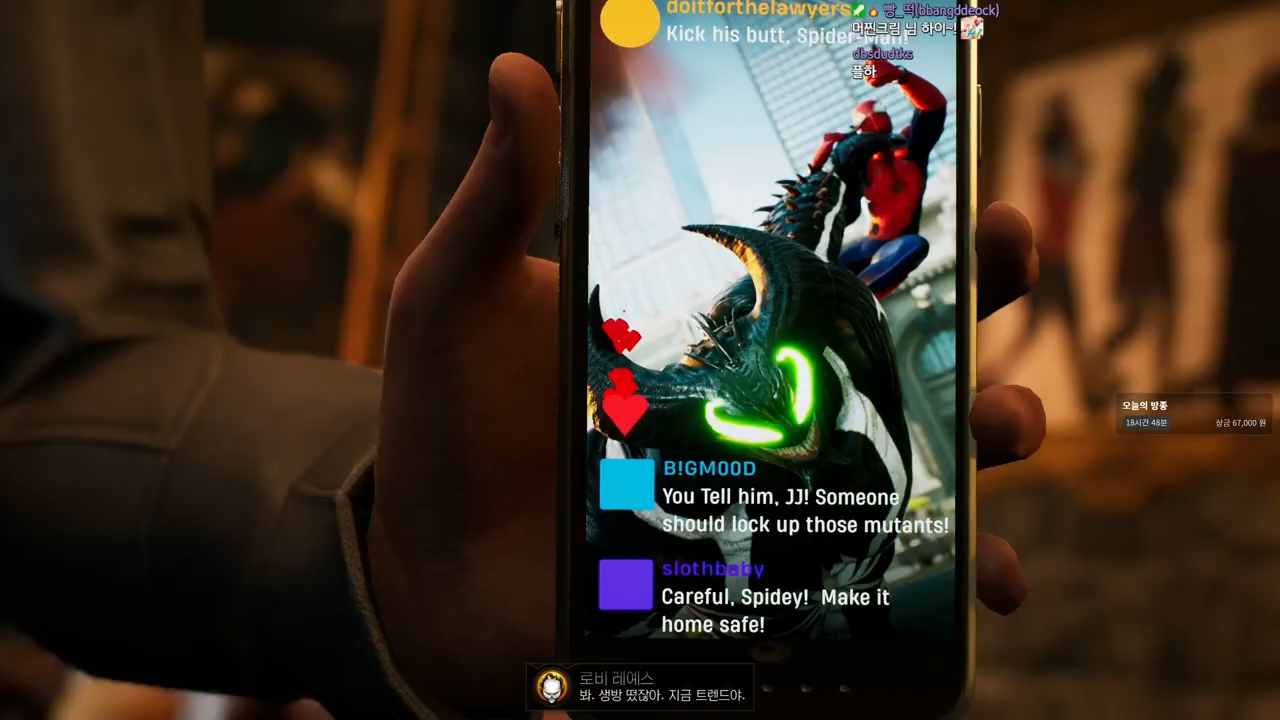 doitforthelawyers
Kick his butt, Spider-Man!
빵_떡(bbangddeock)
머찐크림 님 하이~!
dbsdudtks
플하
오늘의 방종
18시간 48분
상금 67,000 원
B!GM00D
You Tell him, JJ! Someone
should lock up those mutants!
slothbaby
Careful, Spidey! Make it
home safe!
로비 레예스
봐. 생방 떴잖아. 지금 트렌드야.